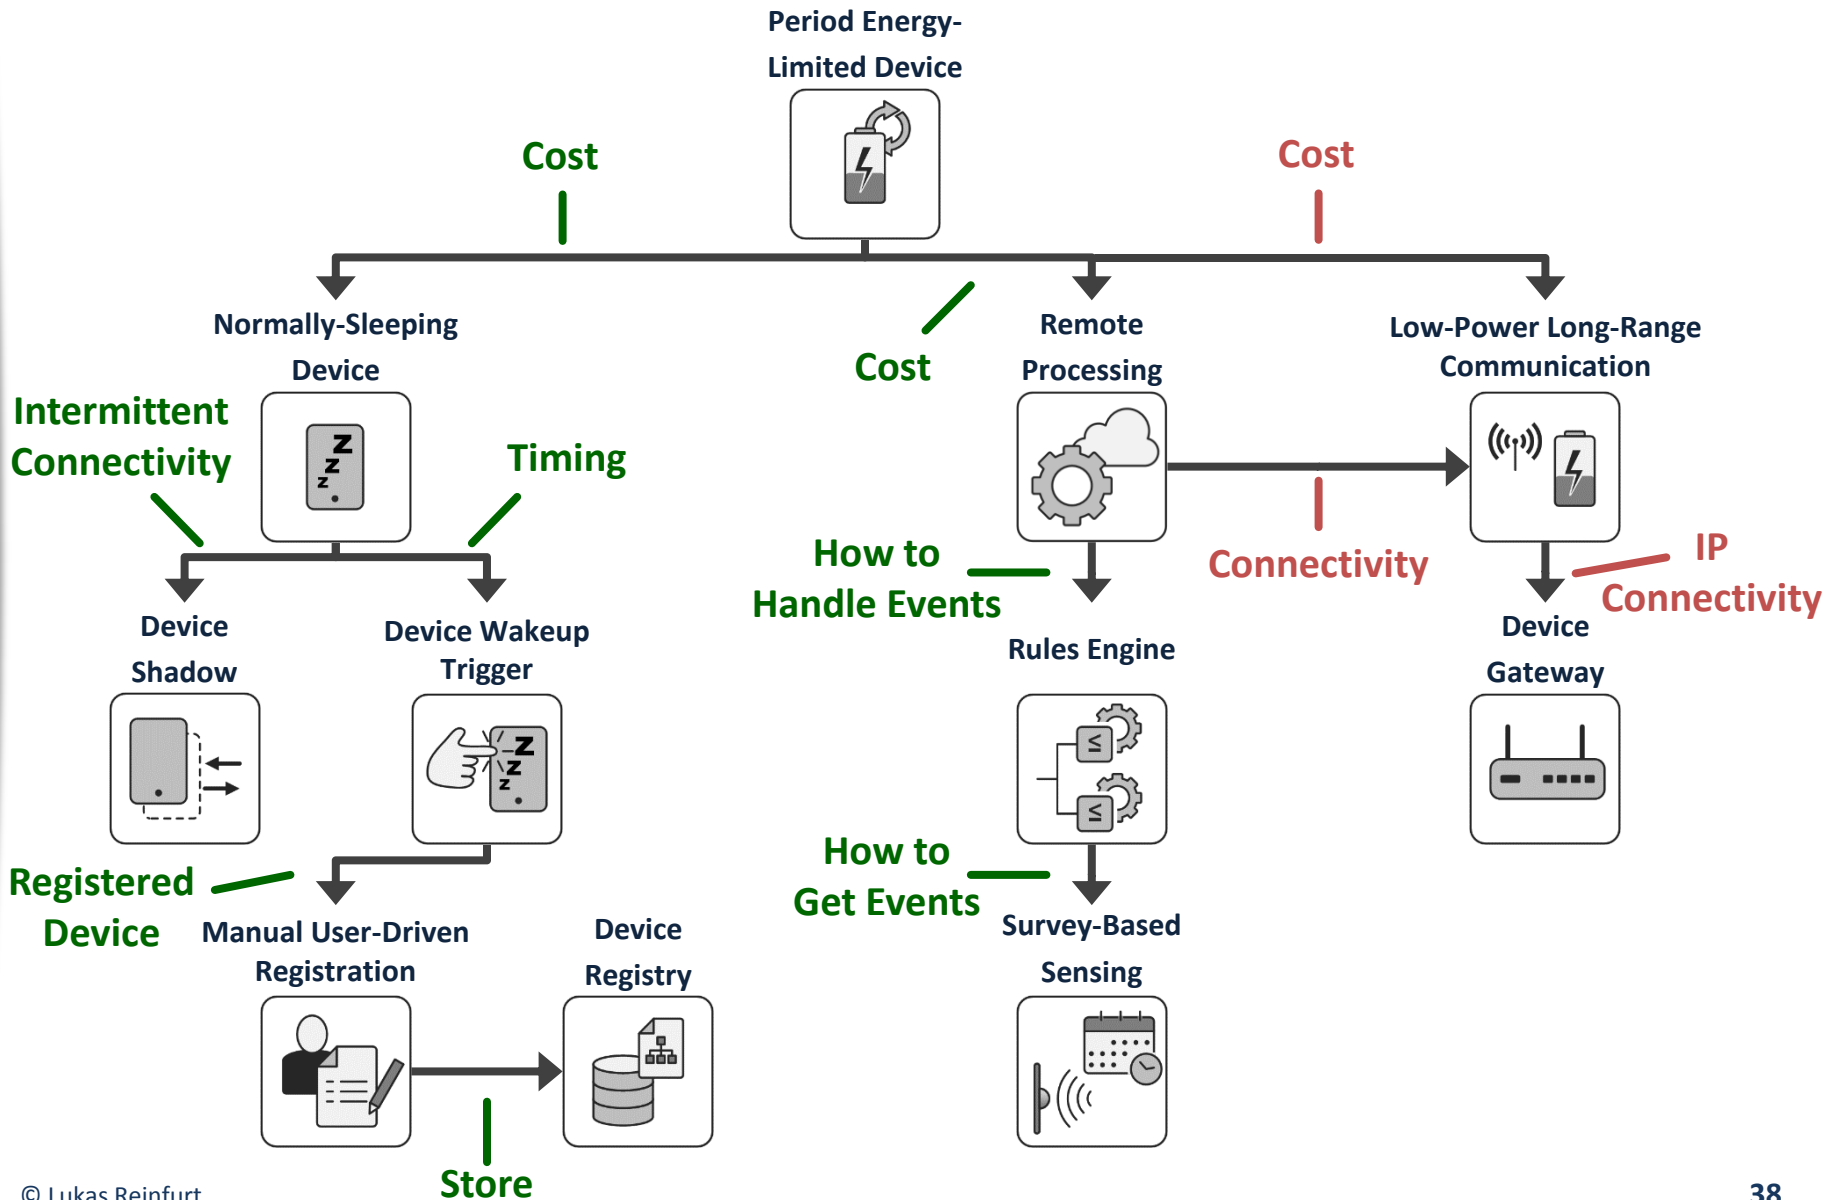 Period Energy-
Limited Device
Cost
Cost
Normally-Sleeping
Device
Cost
Remote
Processing
Low-Power Long-Range
Communication
Intermittent
Connectivity
Timing
z
z
z
How to
Handle Events
Connectivity
IP
Connectivity
Device
Shadow
Device Wakeup
Trigger
Rules Engine
Device
Gateway
z
z
z
≤
≤
Registered
Device
How to
Get Events
Manual User-Driven
Registration
Device
Registry
Survey-Based
Sensing
Store
© Lukas Reinfurt
38